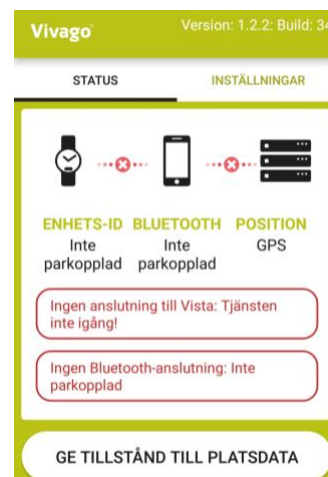 Vivago
Version: 1.2.2: Build: 34
STATUS
INSTÄLLNINGAR
ENHETS-ID BLUETOOTH POSITION
Inte Inte GPS
parkopplad parkopplad
Ingen anslutning till Vista: Tjänsten
inte igång!
Ingen Bluetooth-anslutning: Inte
parkopplad
GE TILLSTÅND TILL PLATSDATA